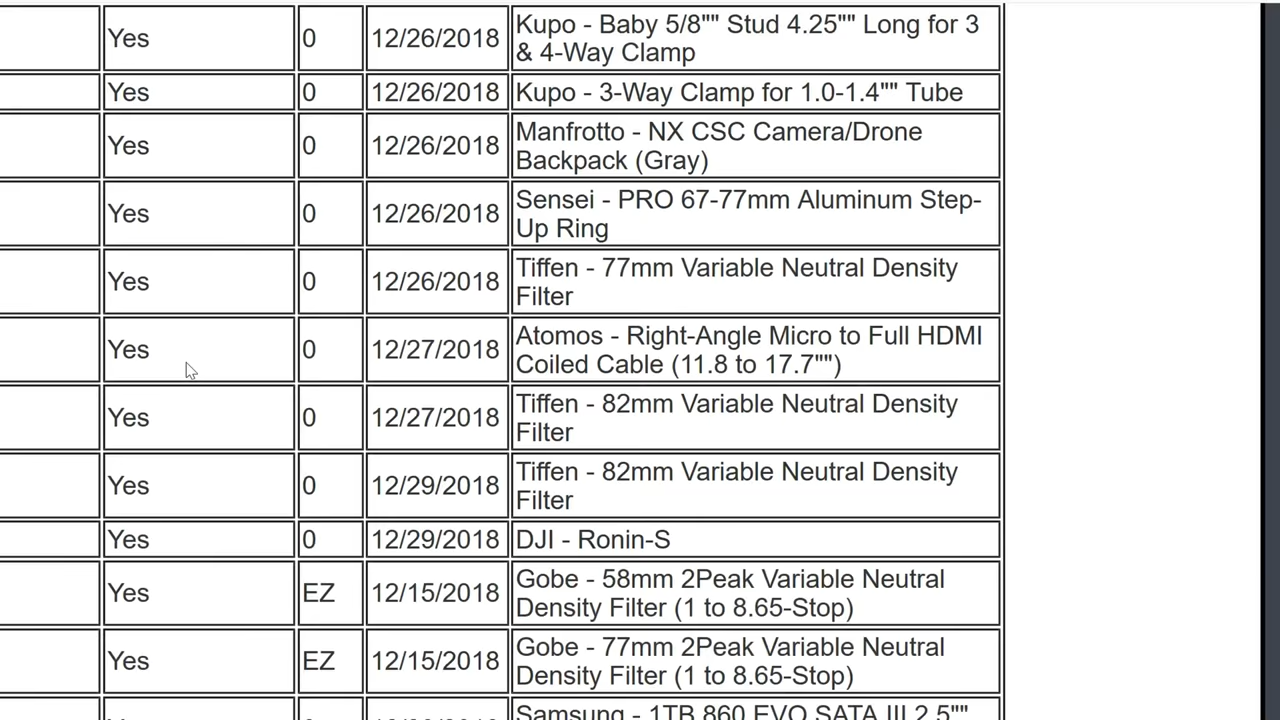 Yes 0 12/26/2018 Kupo - Baby 5/8"" Stud 4.25"" Long for 3
& 4-Way Clamp
Yes 0 12/26/2018 Kupo - 3-Way Clamp for 1.0-1.4"" Tube
Yes 0 12/26/2018 Manfrotto - NX CSC Camera/Drone
Backpack (Gray)
Yes 0 12/26/2018 Sensei - PRO 67-77mm Aluminum Step-
Up Ring
Yes 0 12/26/2018 Tiffen - 77mm Variable Neutral Density
Filter
Yes 0 12/27/2018 Atomos - Right-Angle Micro to Full HDMI
Coiled Cable (11.8 to 17.7"")
Yes 0 12/27/2018 Tiffen - 82mm Variable Neutral Density
Filter
Yes 0 12/29/2018 Tiffen - 82mm Variable Neutral Density
Filter
Yes 0 12/29/2018 DJI - Ronin-S
Yes EZ 12/15/2018 Gobe - 58mm 2Peak Variable Neutral
Density Filter (1 to 8.65-Stop)
Yes EZ 12/15/2018 Gobe - 77mm 2Peak Variable Neutral
Density Filter (1 to 8.65-Stop)
Samsung - 1TB 860 EVO SATA III 2.5""